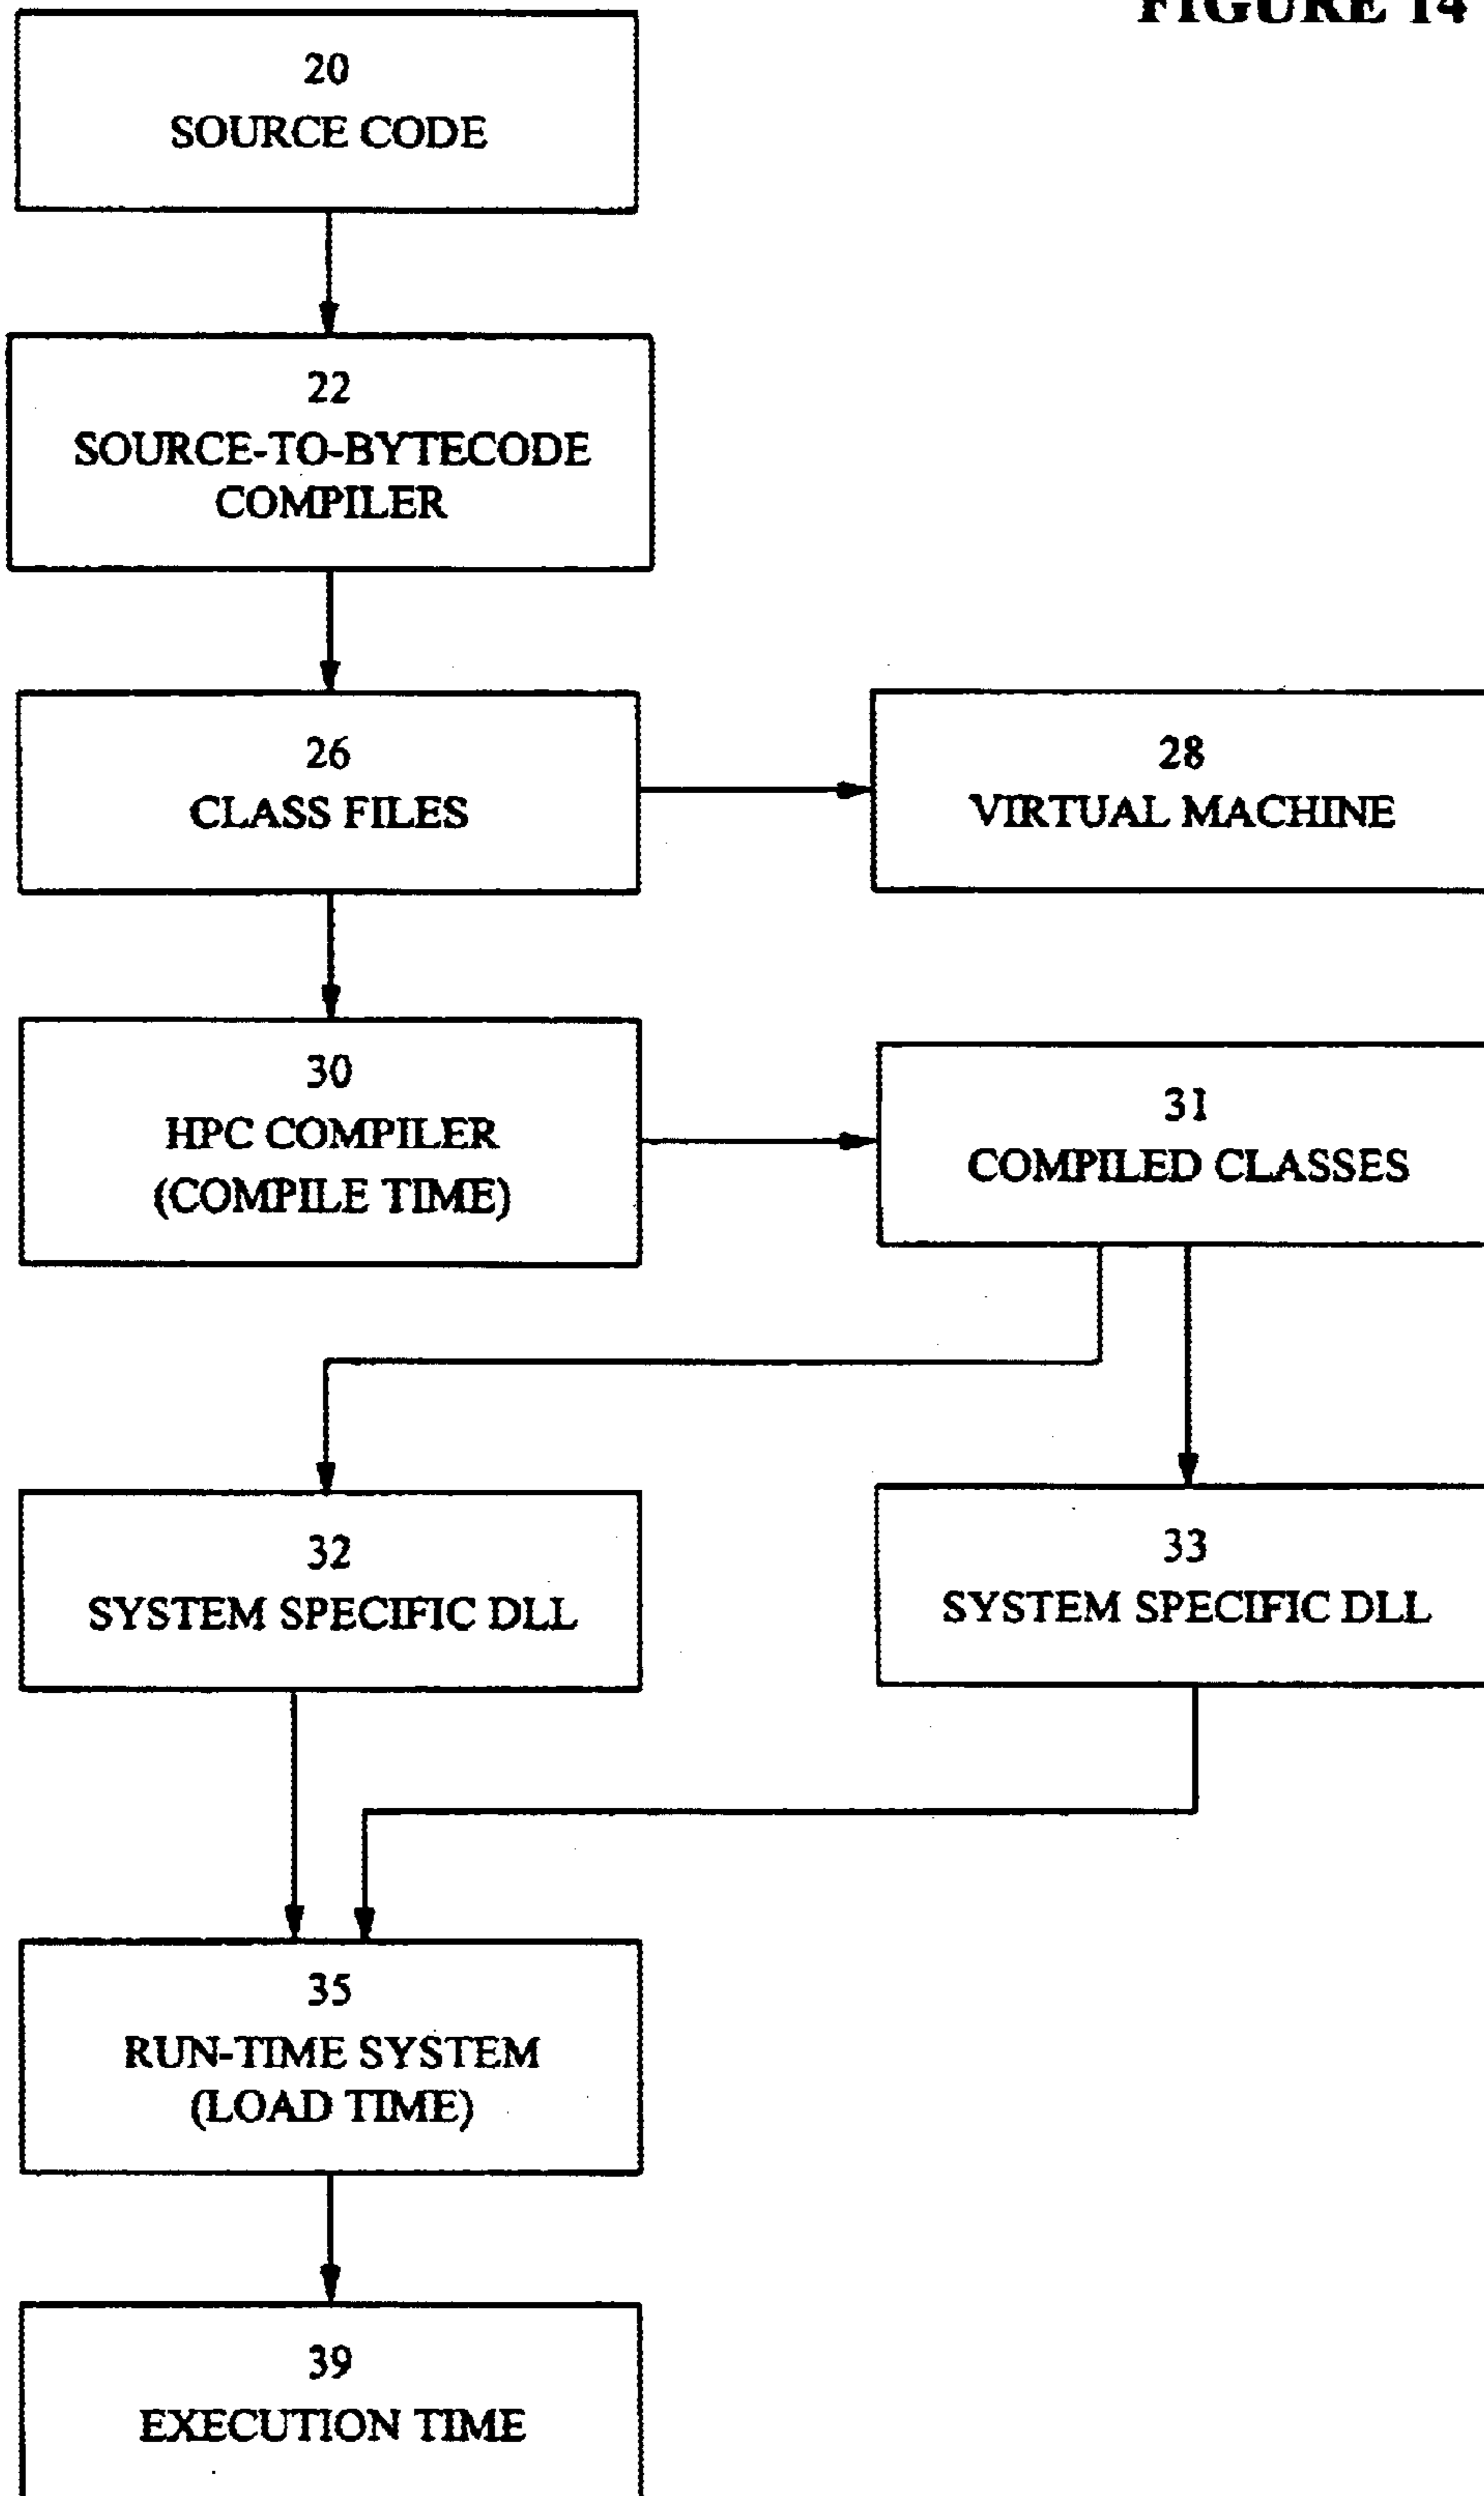 FIGURE 14
20
SOURCE CODE
22
SOURCE-TO-BYTECODE
COMPILER
26
CLASS FILES
28
VIRTUAL MACHINE
30
HPC COMPILER
(COMPILE TIME)
31
COMPILED CLASSES
32
SYSTEM SPECIFIC DLL
33
SYSTEM SPECIFIC DLL
35
RUN-TIME SYSTEM
(LOAD TIME)
39
EXECUTION TIME